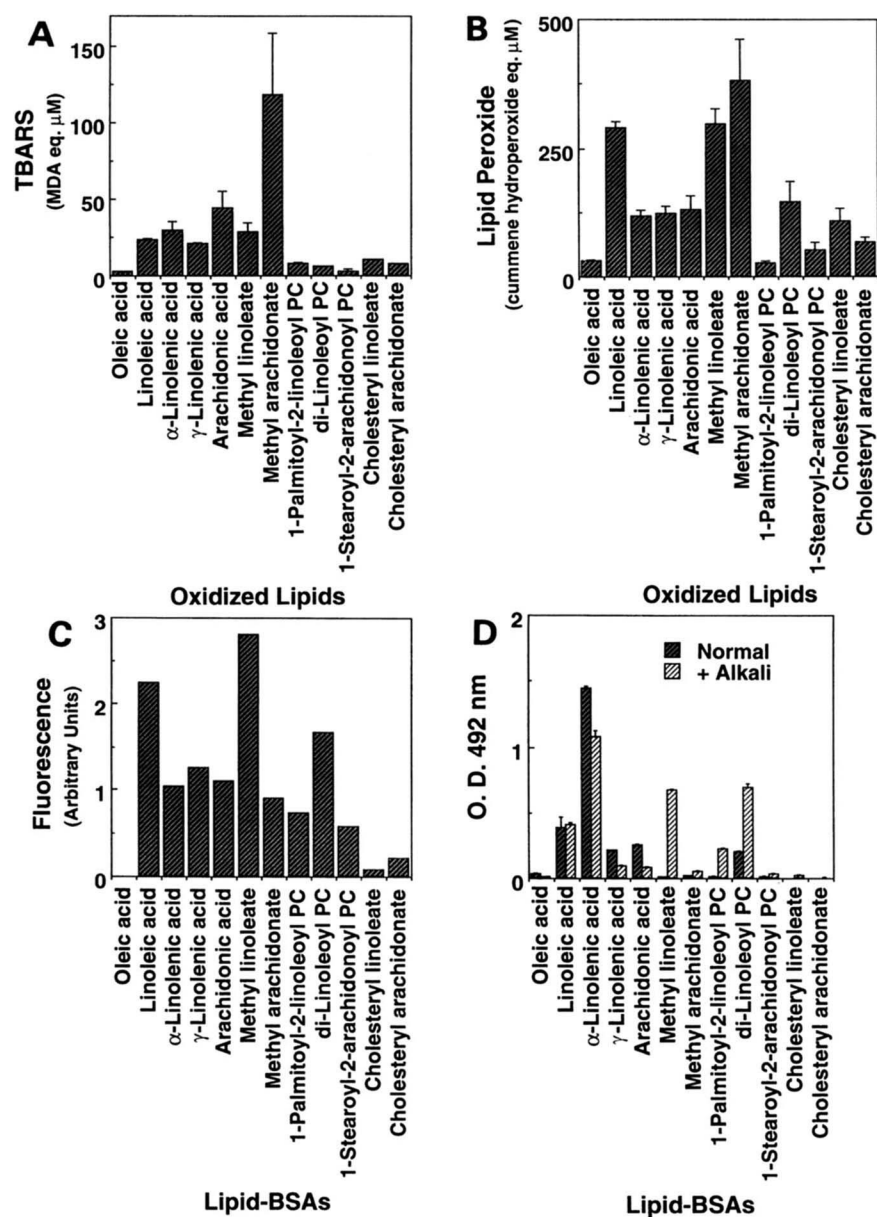 A
TBARS
(MDA eq. µM)
150
100
50
0
Oleic acid
Linoleic acid
α-Linolenic acid
γ-Linolenic acid
Arachidonic acid
Methyl linoleate
Methyl arachidonate
1-Palmitoyl-2-linoleoyl PC
di-Linoleoyl PC
1-Stearoyl-2-arachidonoyl PC
Cholesteryl linoleate
Cholesteryl arachidonate
Oxidized Lipids
B
Lipid Peroxide
(cummene hydroperoxide eq. µM)
500
250
0
Oleic acid
Linoleic acid
α-Linolenic acid
γ-Linolenic acid
Arachidonic acid
Methyl linoleate
Methyl arachidonate
1-Palmitoyl-2-linoleoyl PC
di-Linoleoyl PC
1-Stearoyl-2-arachidonoyl PC
Cholesteryl linoleate
Cholesteryl arachidonate
Oxidized Lipids
C
Fluorescence
(Arbitrary Units)
3
2
1
0
Oleic acid
Linoleic acid
α-Linolenic acid
γ-Linolenic acid
Arachidonic acid
Methyl linoleate
Methyl arachidonate
1-Palmitoyl-2-linoleoyl PC
di-Linoleoyl PC
1-Stearoyl-2-arachidonoyl PC
Cholesteryl linoleate
Cholesteryl arachidonate
Lipid-BSAs
D
O. D. 492 nm
2
1
0
Normal
+ Alkali
Oleic acid
Linoleic acid
α-Linolenic acid
γ-Linolenic acid
Arachidonic acid
Methyl linoleate
Methyl arachidonate
1-Palmitoyl-2-linoleoyl PC
di-Linoleoyl PC
1-Stearoyl-2-arachidonoyl PC
Cholesteryl linoleate
Cholesteryl arachidonate
Lipid-BSAs